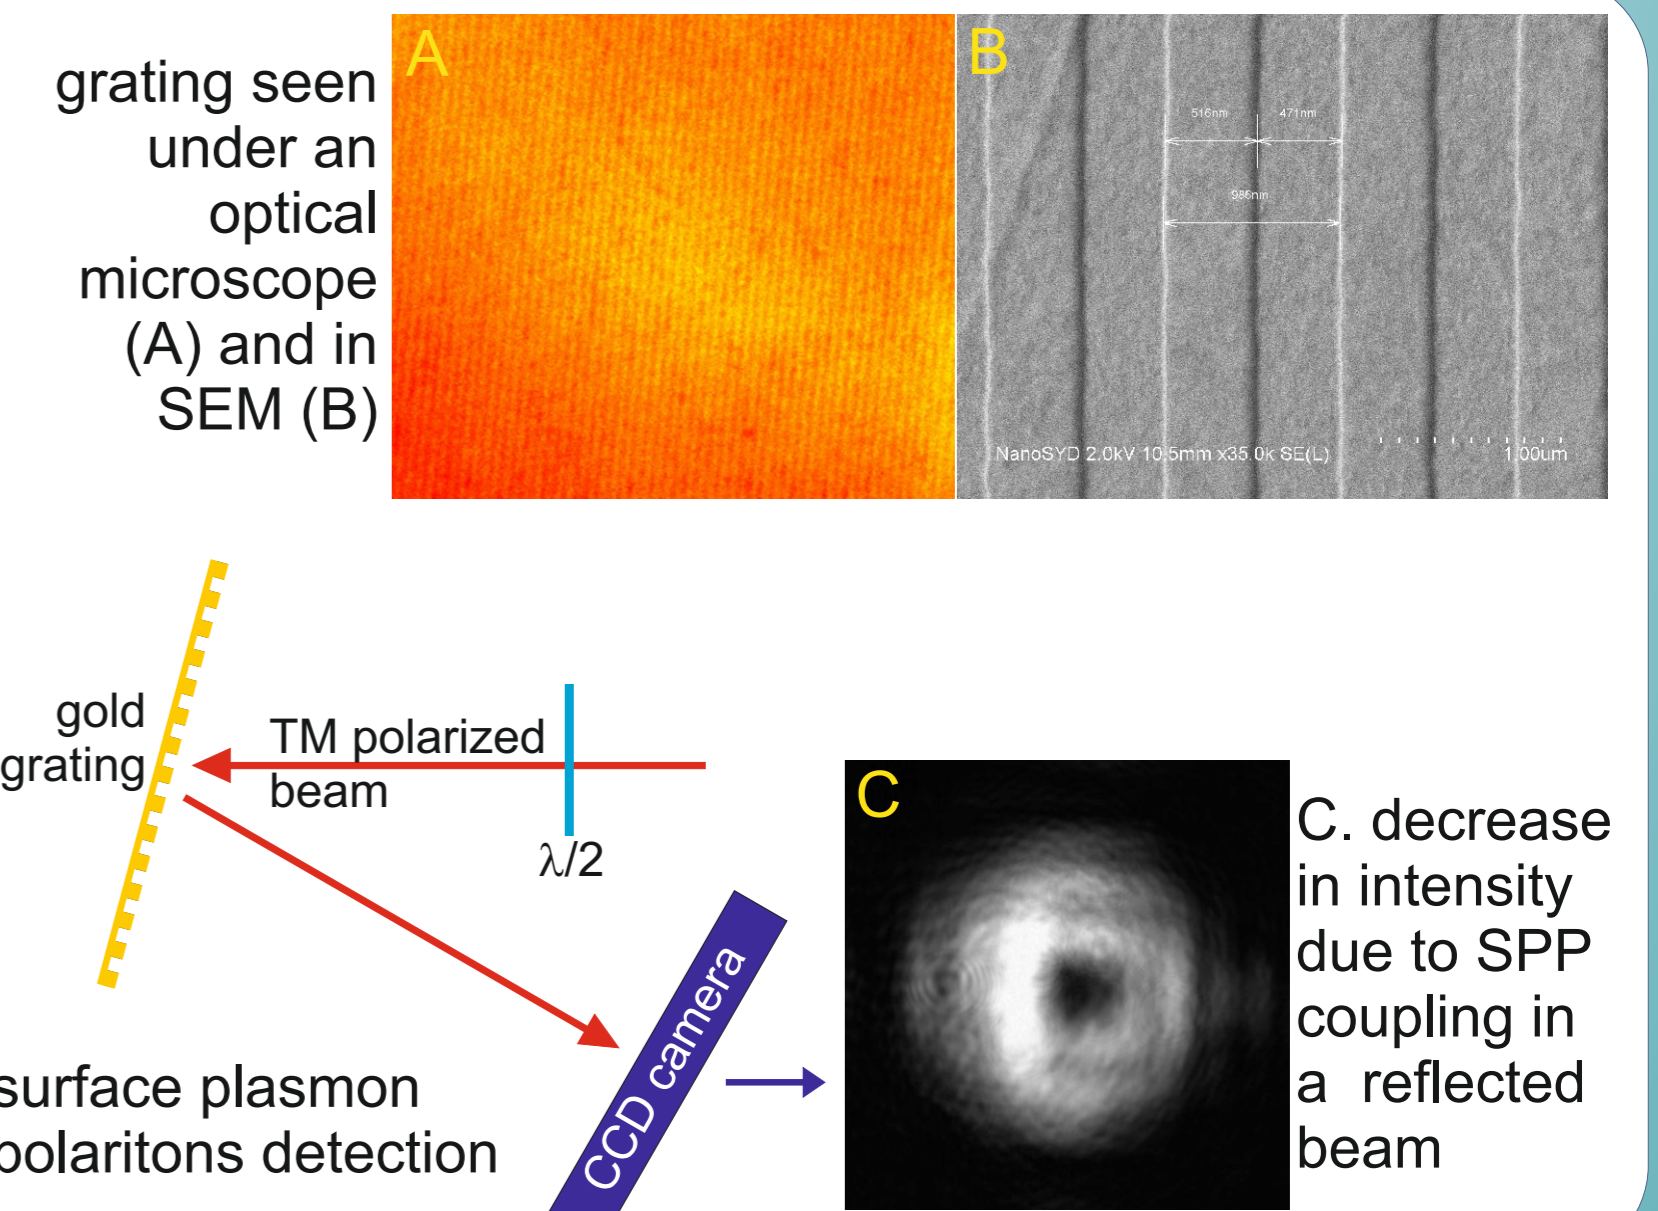 grating seen
under an
optical
microscope
(A) and in
SEM (B)
A
B
516nm
471nm
986nm
NanoSYD 2.0kV 10.5mm x35.0k SE(L)
1.00um
gold
grating
TM polarized
beam
λ/2
CCD camera
surface plasmon
polaritons detection
C
C. decrease
in intensity
due to SPP
coupling in
a reflected
beam